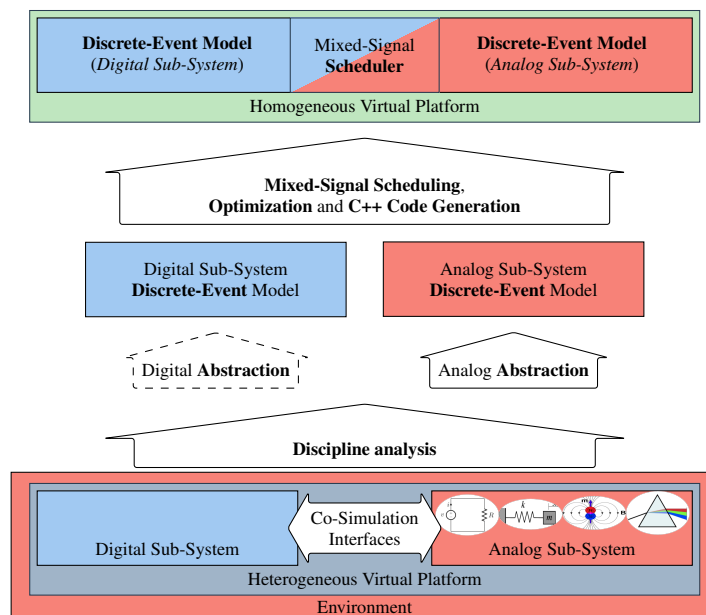 Discrete-Event Model
(Digital Sub-System)
Mixed-Signal
Scheduler
Discrete-Event Model
(Analog Sub-System)
Homogeneous Virtual Platform
Mixed-Signal Scheduling,
Optimization and C++ Code Generation
Digital Sub-System
Discrete-Event Model
Analog Sub-System
Discrete-Event Model
Digital Abstraction
Analog Abstraction
Discipline analysis
Digital Sub-System
Co-Simulation
Interfaces
R
k
m
m
B
Analog Sub-System
Heterogeneous Virtual Platform
Environment